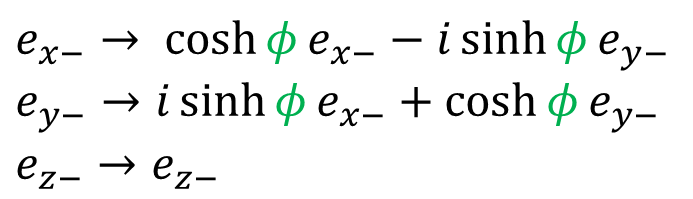 e_{x−} → cosh ϕ e_{x−} − i sinh ϕ e_{y−}
e_{y−} → i sinh ϕ e_{x−} + cosh ϕ e_{y−}
e_{z−} → e_{z−}